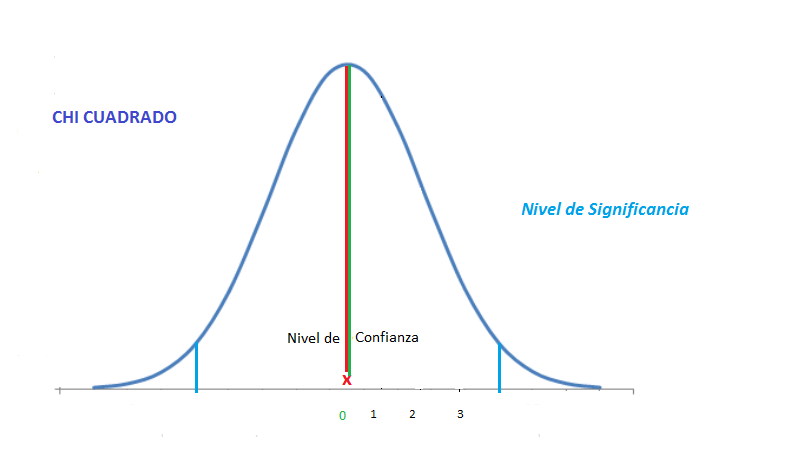 CHI CUADRADO
Nivel de Significancia
Nivel de Confianza
x
0 1 2 3